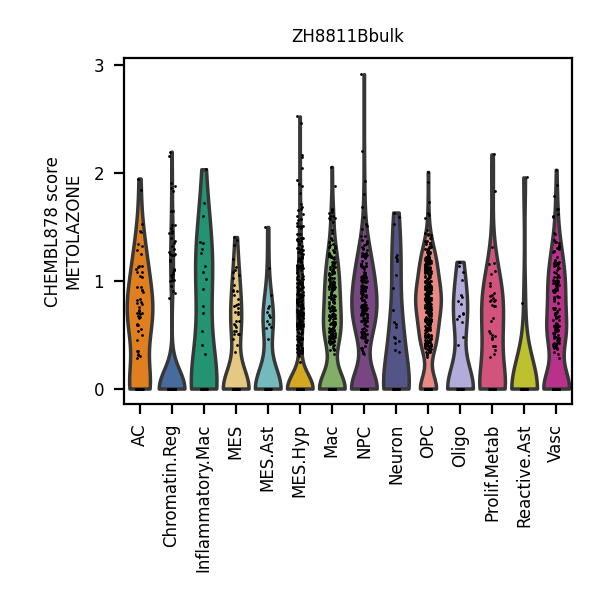 ZH8811Bbulk
CHEMBL878 score
METOLAZONE
3
2
1
0
AC
Chromatin.Reg
Inflammatory.Mac
MES
MES.Ast
MES.Hyp
Mac
NPC
Neuron
OPC
Oligo
Prolif.Metab
Reactive.Ast
Vasc